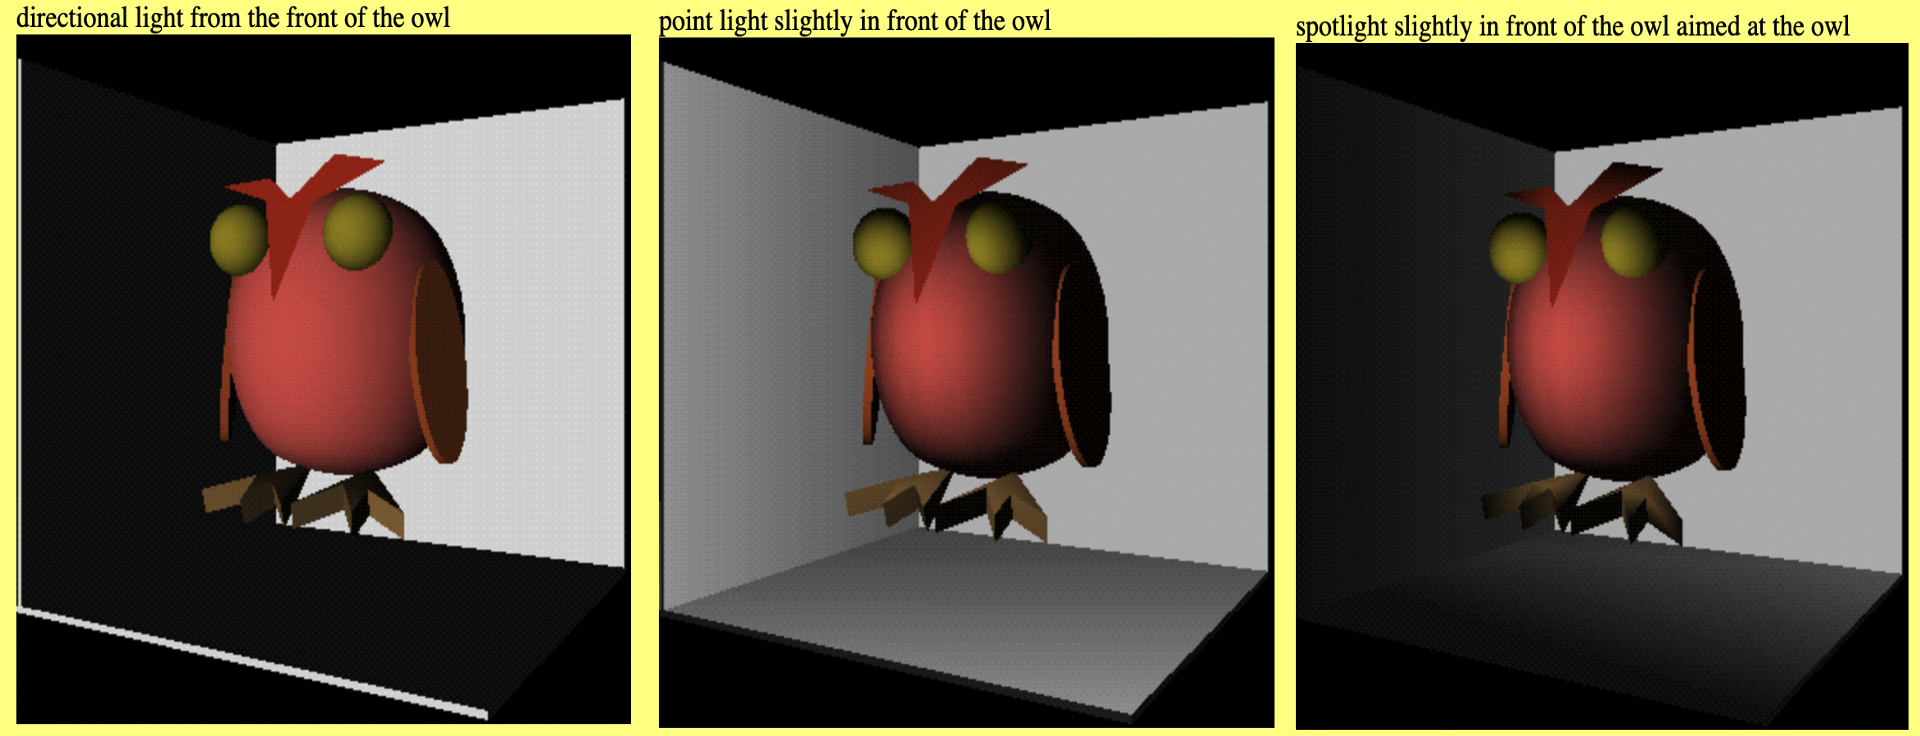 directional light from the front of the owl
point light slightly in front of the owl
spotlight slightly in front of the owl aimed at the owl